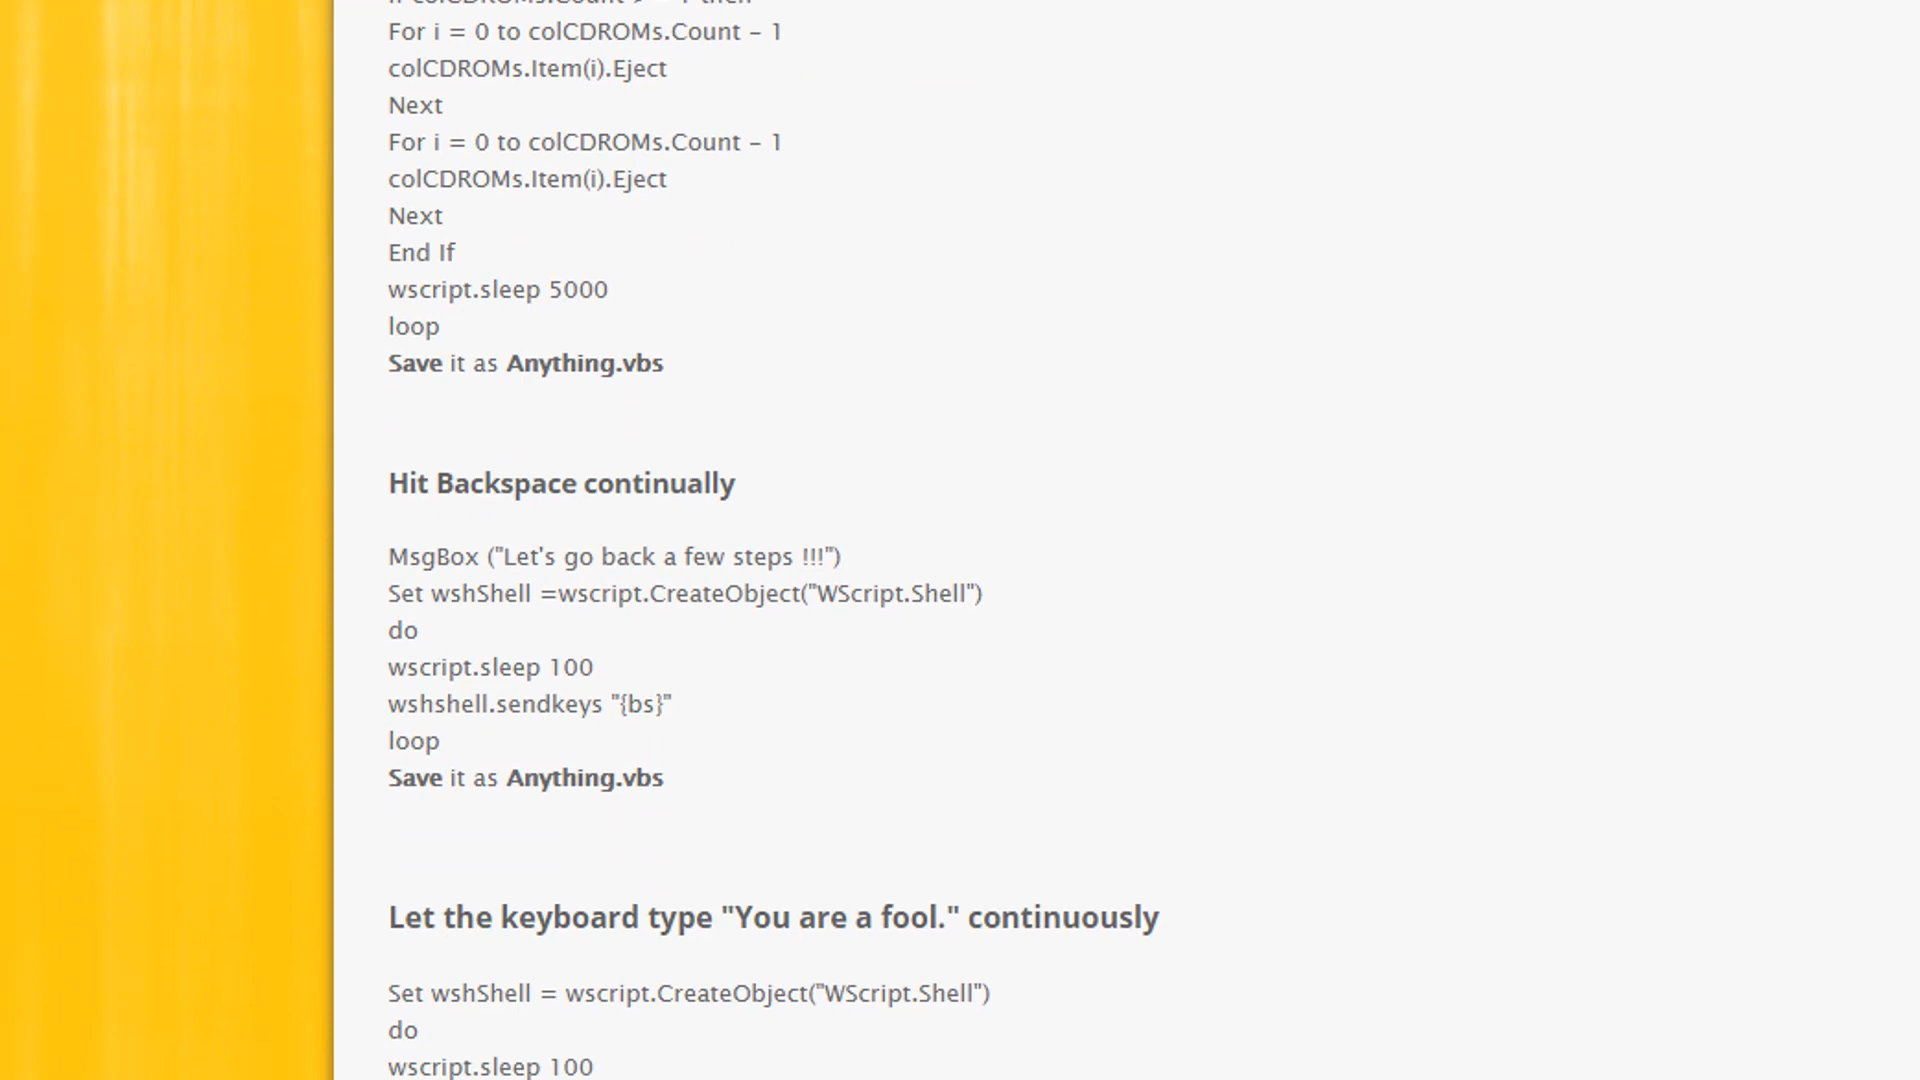 For i = 0 to colCDROMs.Count – 1
colCDROMs.Item(i).Eject
Next
For i = 0 to colCDROMs.Count – 1
colCDROMs.Item(i).Eject
Next
End If
wscript.sleep 5000
loop
Save it as Anything.vbs
Hit Backspace continually
MsgBox ("Let's go back a few steps !!!")
Set wshShell =wscript.CreateObject("WScript.Shell")
do
wscript.sleep 100
wshshell.sendkeys "{bs}"
loop
Save it as Anything.vbs
Let the keyboard type "You are a fool." continuously
Set wshShell = wscript.CreateObject("WScript.Shell")
do
wscript.sleep 100